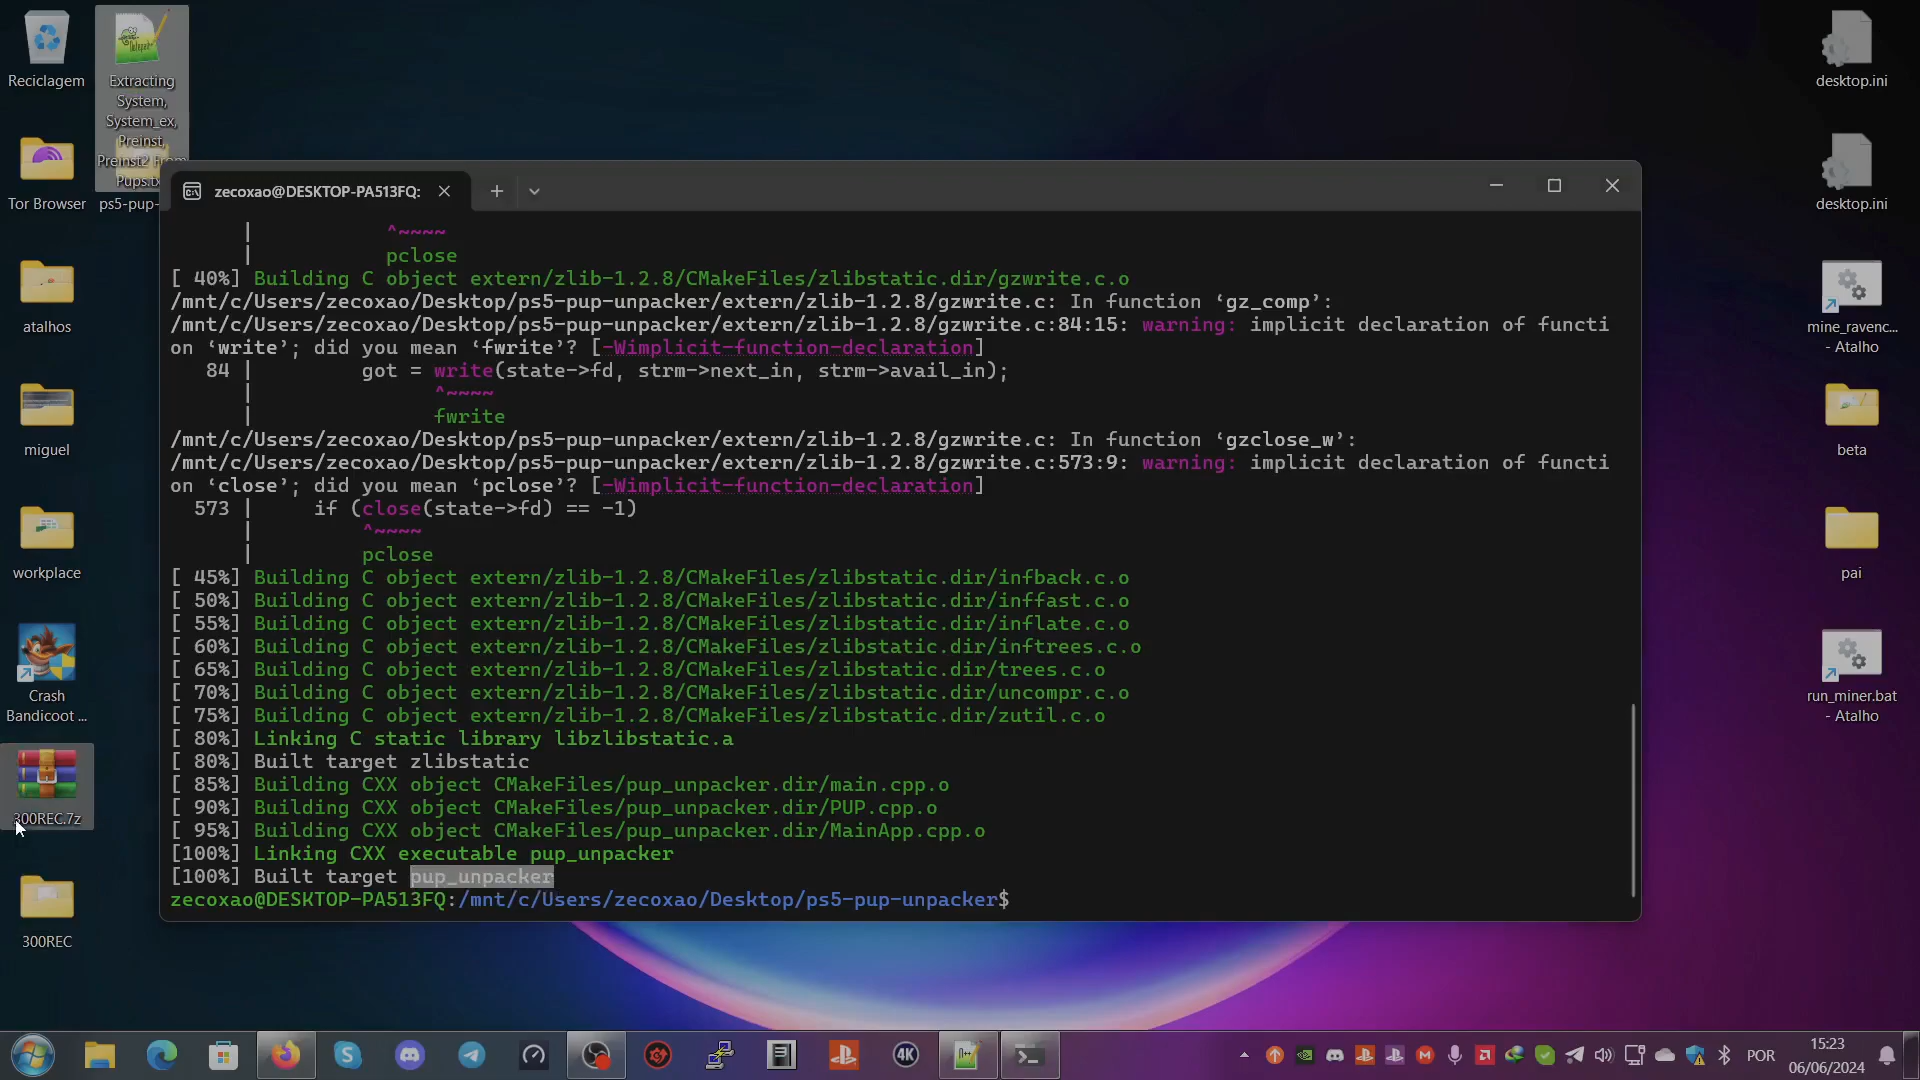 Reciclagem
Extracting
System,
System_ex,
Preinst,
Preinst2 From
Pups.tx
Tor Browser
ps5-pup-
atalhos
miguel
workplace
Crash
Bandicoot ...
300REC.7z
300REC
zecoxao@DESKTOP-PA513FQ:
| ^~~~~
| pclose
[ 40%] Building C object extern/zlib-1.2.8/CMakeFiles/zlibstatic.dir/gzwrite.c.o
/mnt/c/Users/zecoxao/Desktop/ps5-pup-unpacker/extern/zlib-1.2.8/gzwrite.c: In function ‘gz_comp’:
/mnt/c/Users/zecoxao/Desktop/ps5-pup-unpacker/extern/zlib-1.2.8/gzwrite.c:84:15: warning: implicit declaration of functi
on ‘write’; did you mean ‘fwrite’? [-Wimplicit-function-declaration]
84 | got = write(state->fd, strm->next_in, strm->avail_in);
| ^~~~~
| fwrite
/mnt/c/Users/zecoxao/Desktop/ps5-pup-unpacker/extern/zlib-1.2.8/gzwrite.c: In function ‘gzclose_w’:
/mnt/c/Users/zecoxao/Desktop/ps5-pup-unpacker/extern/zlib-1.2.8/gzwrite.c:573:9: warning: implicit declaration of functi
on ‘close’; did you mean ‘pclose’? [-Wimplicit-function-declaration]
573 | if (close(state->fd) == -1)
| ^~~~~
| pclose
[ 45%] Building C object extern/zlib-1.2.8/CMakeFiles/zlibstatic.dir/infback.c.o
[ 50%] Building C object extern/zlib-1.2.8/CMakeFiles/zlibstatic.dir/inffast.c.o
[ 55%] Building C object extern/zlib-1.2.8/CMakeFiles/zlibstatic.dir/inflate.c.o
[ 60%] Building C object extern/zlib-1.2.8/CMakeFiles/zlibstatic.dir/inftrees.c.o
[ 65%] Building C object extern/zlib-1.2.8/CMakeFiles/zlibstatic.dir/trees.c.o
[ 70%] Building C object extern/zlib-1.2.8/CMakeFiles/zlibstatic.dir/uncompr.c.o
[ 75%] Building C object extern/zlib-1.2.8/CMakeFiles/zlibstatic.dir/zutil.c.o
[ 80%] Linking C static library libzlibstatic.a
[ 80%] Built target zlibstatic
[ 85%] Building CXX object CMakeFiles/pup_unpacker.dir/main.cpp.o
[ 90%] Building CXX object CMakeFiles/pup_unpacker.dir/PUP.cpp.o
[ 95%] Building CXX object CMakeFiles/pup_unpacker.dir/MainApp.cpp.o
[100%] Linking CXX executable pup_unpacker
[100%] Built target pup_unpacker
zecoxao@DESKTOP-PA513FQ:/mnt/c/Users/zecoxao/Desktop/ps5-pup-unpacker$
desktop.ini
desktop.ini
mine_ravenc...
- Atalho
beta
pai
run_miner.bat
- Atalho
4K
POR
15:23
06/06/2024